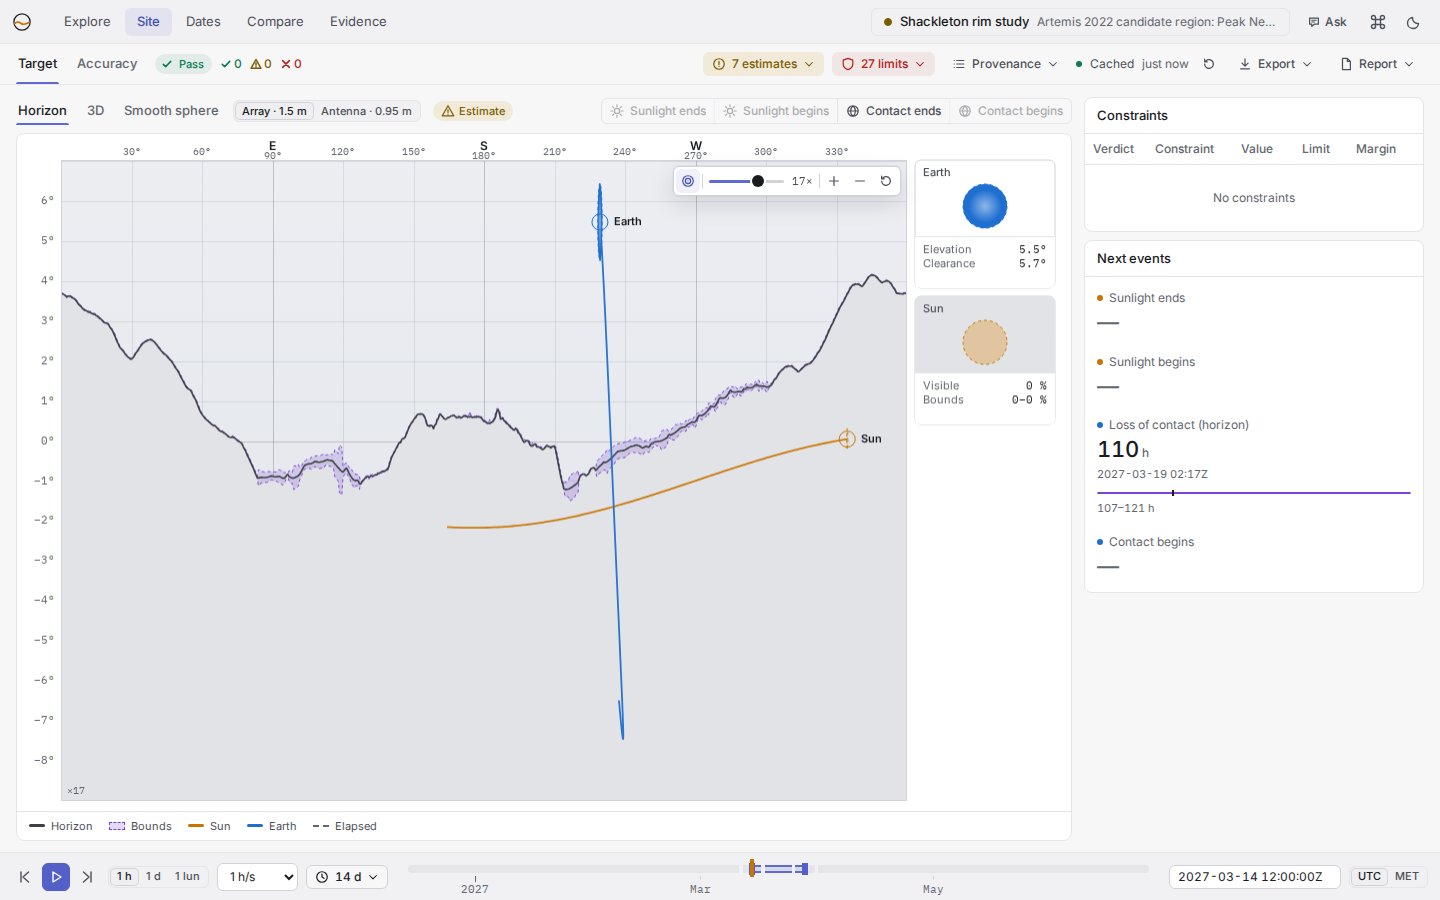 Explore Site Dates Compare Evidence Shackleton rim study Artemis 2022 candidate region: Peak Ne... Ask
Target Accuracy Pass 0 0 0 7 estimates 27 limits Provenance Cached just now Export Report
Horizon 3D Smooth sphere Array · 1.5 m Antenna · 0.95 m Estimate Sunlight ends Sunlight begins Contact ends Contact begins
E S W
30° 60° 90° 120° 150° 180° 210° 240° 270° 300° 330°
17×
6°
5°
4°
3°
2°
1°
0°
−1°
−2°
−3°
−4°
−5°
−6°
−7°
−8°
Earth
Sun
×17
Earth
Elevation 5.5°
Clearance 5.7°
Sun
Visible 0 %
Bounds 0–0 %
Horizon Bounds Sun Earth Elapsed
Constraints
Verdict Constraint Value Limit Margin
No constraints
Next events
Sunlight ends
—
Sunlight begins
—
Loss of contact (horizon)
110 h
2027-03-19 02:17Z
107–121 h
Contact begins
—
1 h 1 d 1 lun 1 h/s 14 d 2027 Mar May 2027-03-14 12:00:00Z UTC MET